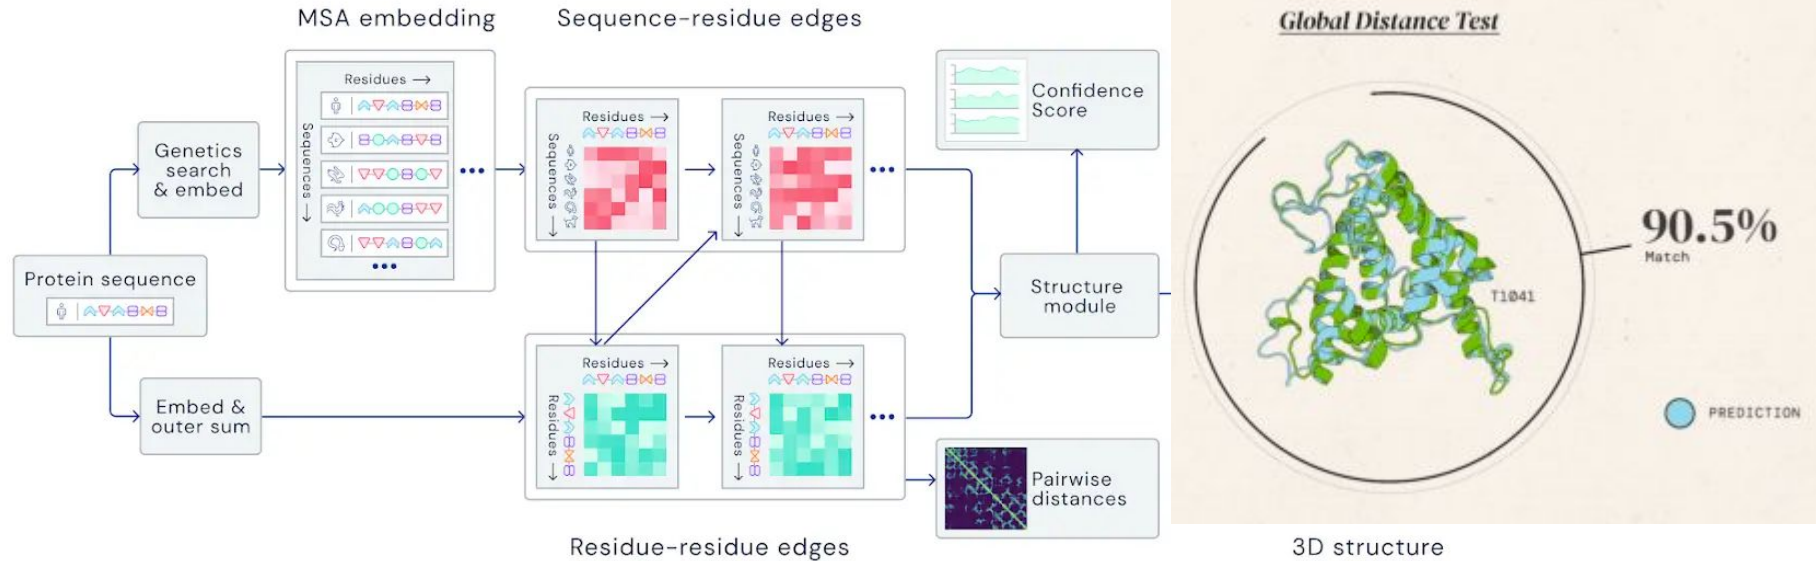 MSA embedding
Sequence-residue edges
Global Distance Test
Residues →
Sequences →
Genetics
search
& embed
Protein sequence
Embed &
outer sum
Residues →
Sequences →
Residues →
Sequences →
Residues →
Residues →
Residues →
Residues →
Confidence
Score
Structure
module
Pairwise
distances
90.5%
Match
T1041
PREDICTION
Residue-residue edges
3D structure